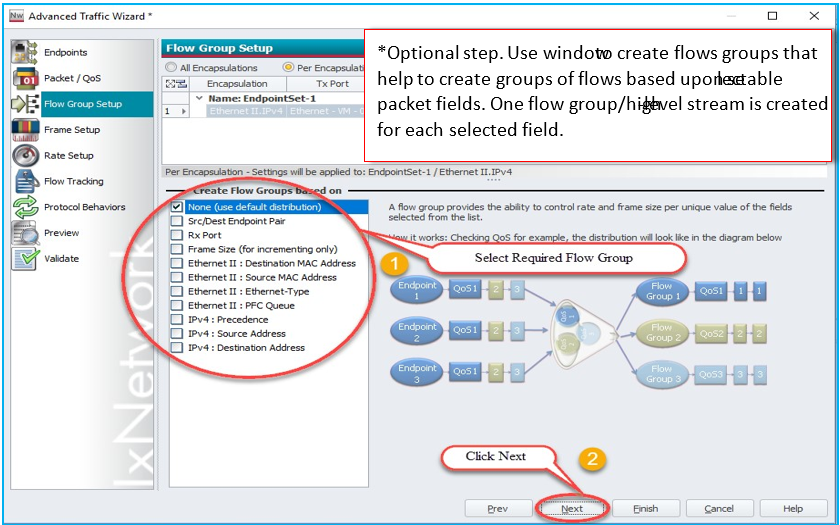 Nw Advanced Traffic Wizard *
Endpoints
Packet / QoS
Flow Group Setup
Frame Setup
Rate Setup
Flow Tracking
Protocol Behaviors
Preview
Validate
IxNetwork
Flow Group Setup
All Encapsulations Per Encapsulation
Encapsulation Tx Port
Name: EndpointSet-1
1 Ethernet II.IPv4 Ethernet - VM - 0
*Optional step. Use window to create flows groups that
help to create groups of flows based upon selectable
packet fields. One flow group/high-level stream is created
for each selected field.
Per Encapsulation - Settings will be applied to: EndpointSet-1 / Ethernet II.IPv4
Create Flow Groups based on
None (use default distribution)
Src/Dest Endpoint Pair
Rx Port
Frame Size (for incrementing only)
Ethernet II : Destination MAC Address
Ethernet II : Source MAC Address
Ethernet II : Ethernet-Type
Ethernet II : PFC Queue
IPv4 : Precedence
IPv4 : Source Address
IPv4 : Destination Address
A flow group provides the ability to control rate and frame size per unique value of the fields
selected from the list.
How it works: Checking QoS for example, the distribution will look like in the diagram below
1
Select Required Flow Group
Endpoint 1 QoS1 2 3 Flow Group 1 QoS1 1 1
Endpoint 2 QoS1 2 3 Flow Group 2 QoS2 2 2
Endpoint 3 QoS1 2 3 Flow Group 3 QoS3 3 3
Click Next
2
Prev Next Finish Cancel Help